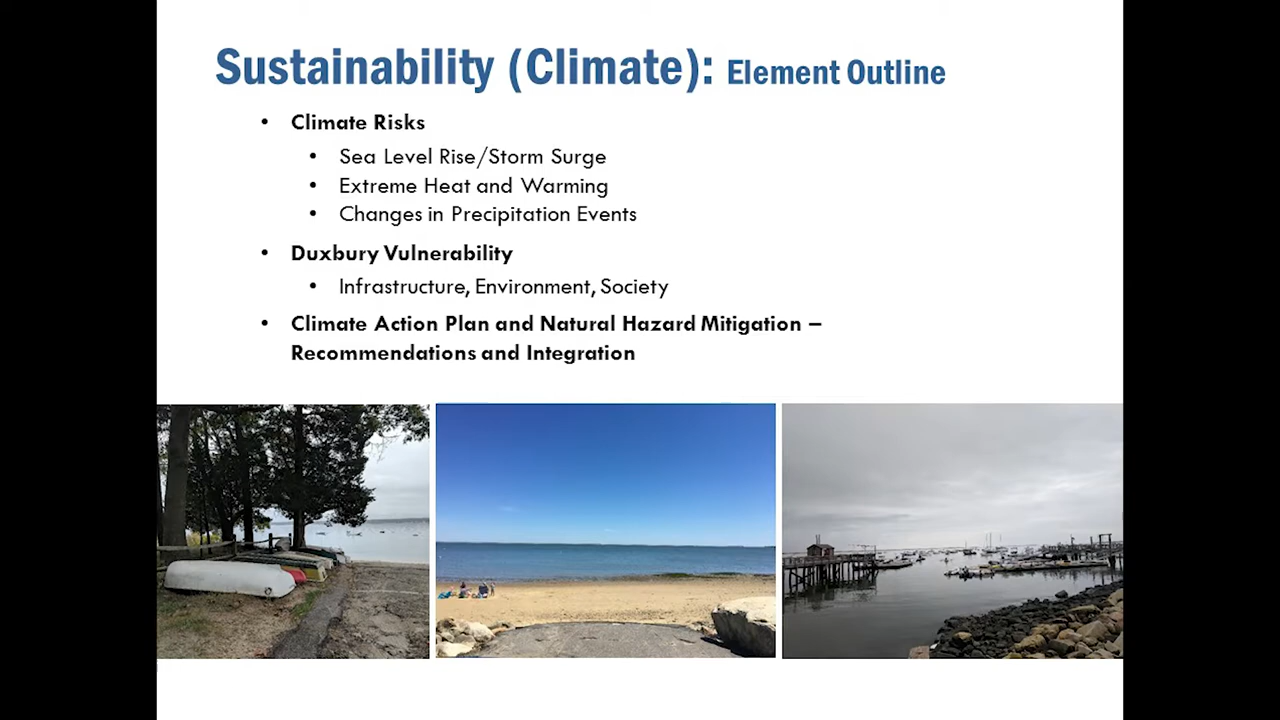 Sustainability (Climate): Element Outline
• Climate Risks
• Sea Level Rise/Storm Surge
• Extreme Heat and Warming
• Changes in Precipitation Events
• Duxbury Vulnerability
• Infrastructure, Environment, Society
• Climate Action Plan and Natural Hazard Mitigation –
Recommendations and Integration